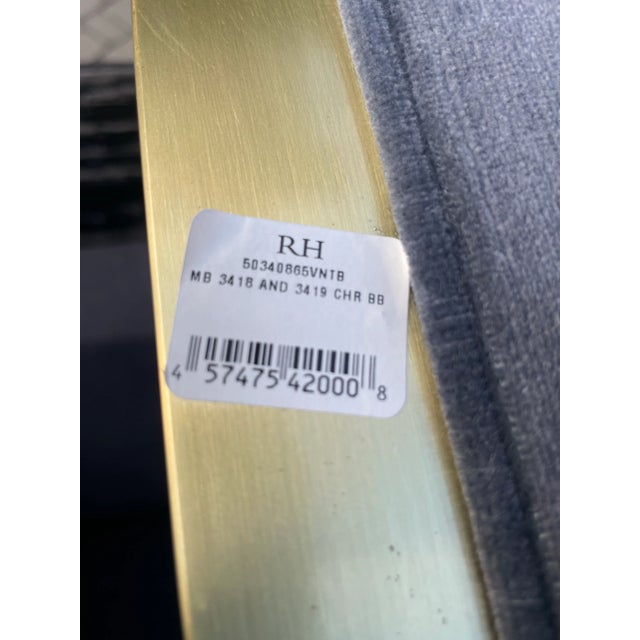 RH
50340865VNTB
MB 3418 AND 3419 CHR BB
4 57475 42000 8